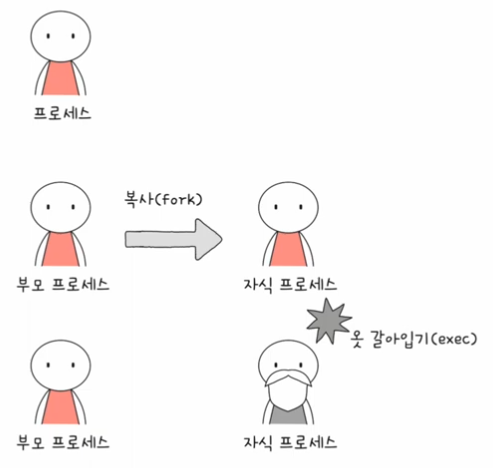 프로세스
복사(fork)
부모 프로세스
자식 프로세스
옷 갈아입기(exec)
부모 프로세스
자식 프로세스